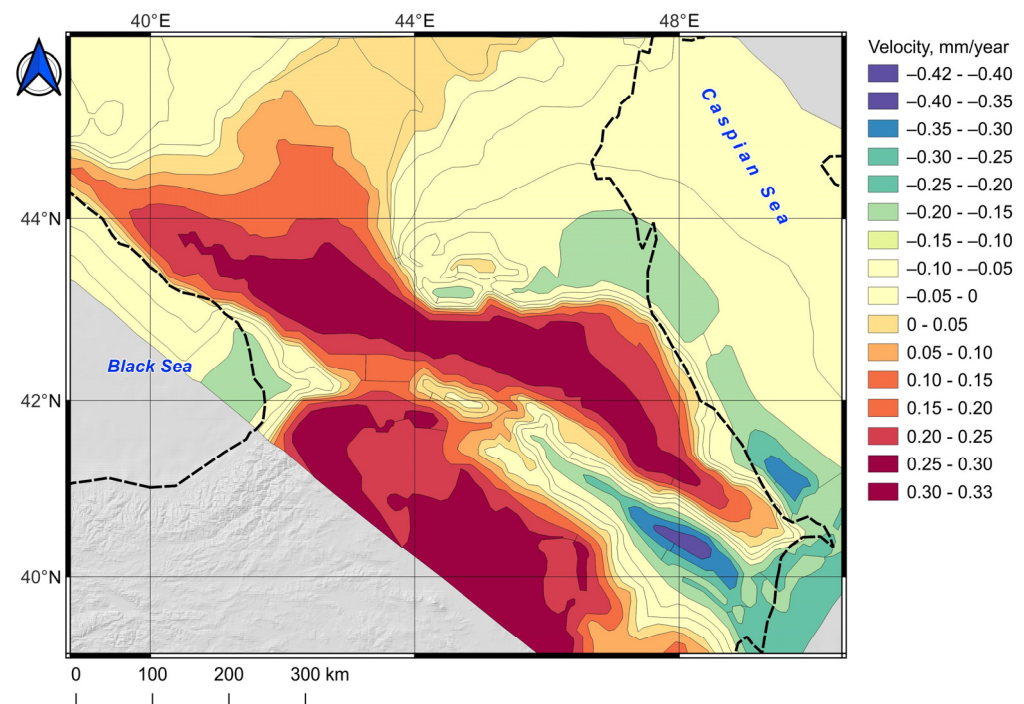 40°E 44°E 48°E
Velocity, mm/year
–0.42 - –0.40
–0.40 - –0.35
–0.35 - –0.30
–0.30 - –0.25
–0.25 - –0.20
–0.20 - –0.15
–0.15 - –0.10
–0.10 - –0.05
–0.05 - 0
0 - 0.05
0.05 - 0.10
0.10 - 0.15
0.15 - 0.20
0.20 - 0.25
0.25 - 0.30
0.30 - 0.33
Caspian Sea
44°N
Black Sea
42°N
40°N
0 100 200 300 km